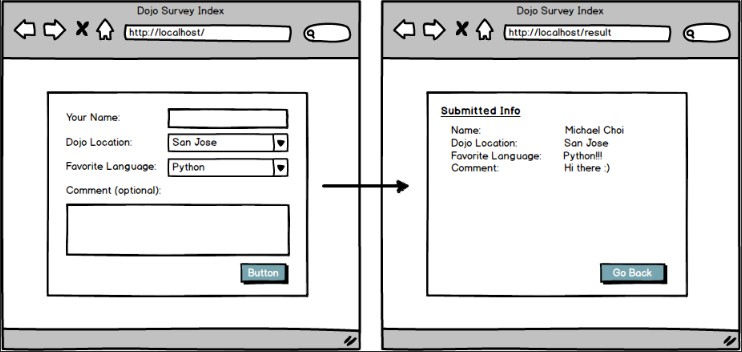 Dojo Survey Index
http://localhost/
Your Name:
Dojo Location: San Jose
Favorite Language: Python
Comment (optional):
Button
Dojo Survey Index
http://localhost/result
Submitted Info
Name: Michael Choi
Dojo Location: San Jose
Favorite Language: Python!!!
Comment: Hi there :)
Go Back